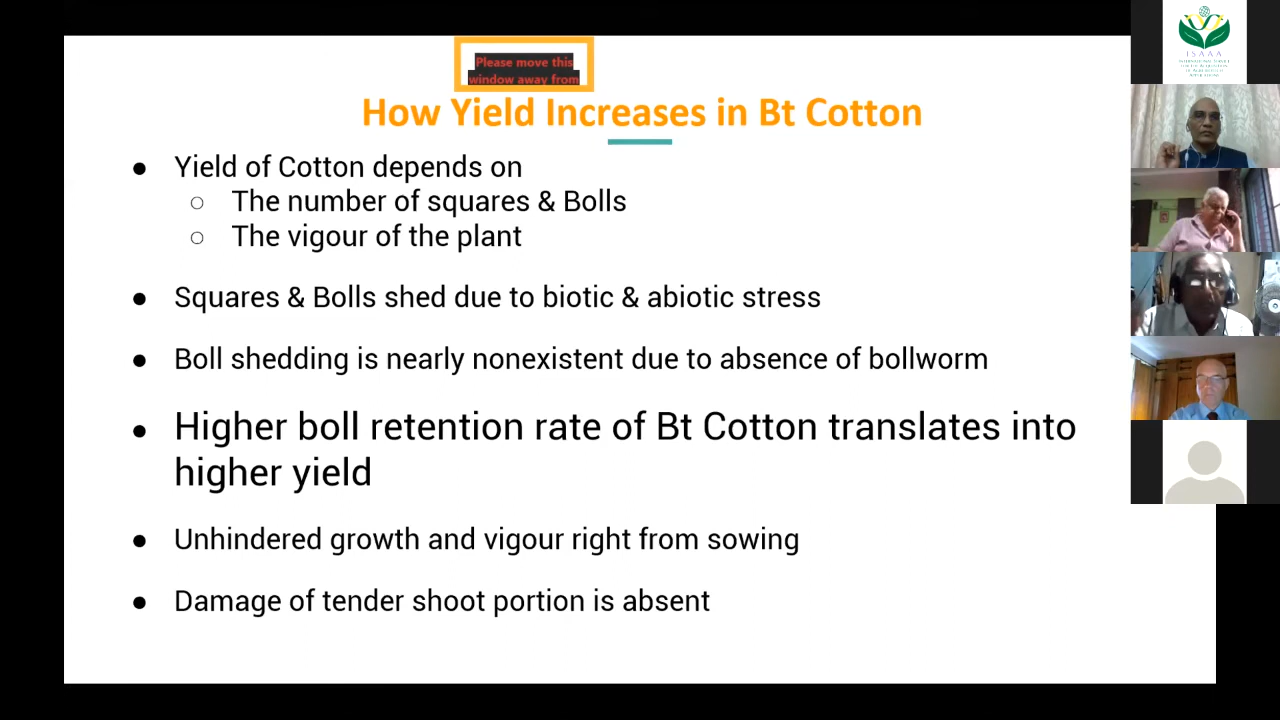 Please move this
window away from
How Yield Increases in Bt Cotton
● Yield of Cotton depends on
○ The number of squares & Bolls
○ The vigour of the plant
● Squares & Bolls shed due to biotic & abiotic stress
● Boll shedding is nearly nonexistent due to absence of bollworm
● Higher boll retention rate of Bt Cotton translates into
higher yield
● Unhindered growth and vigour right from sowing
● Damage of tender shoot portion is absent
ISAAA